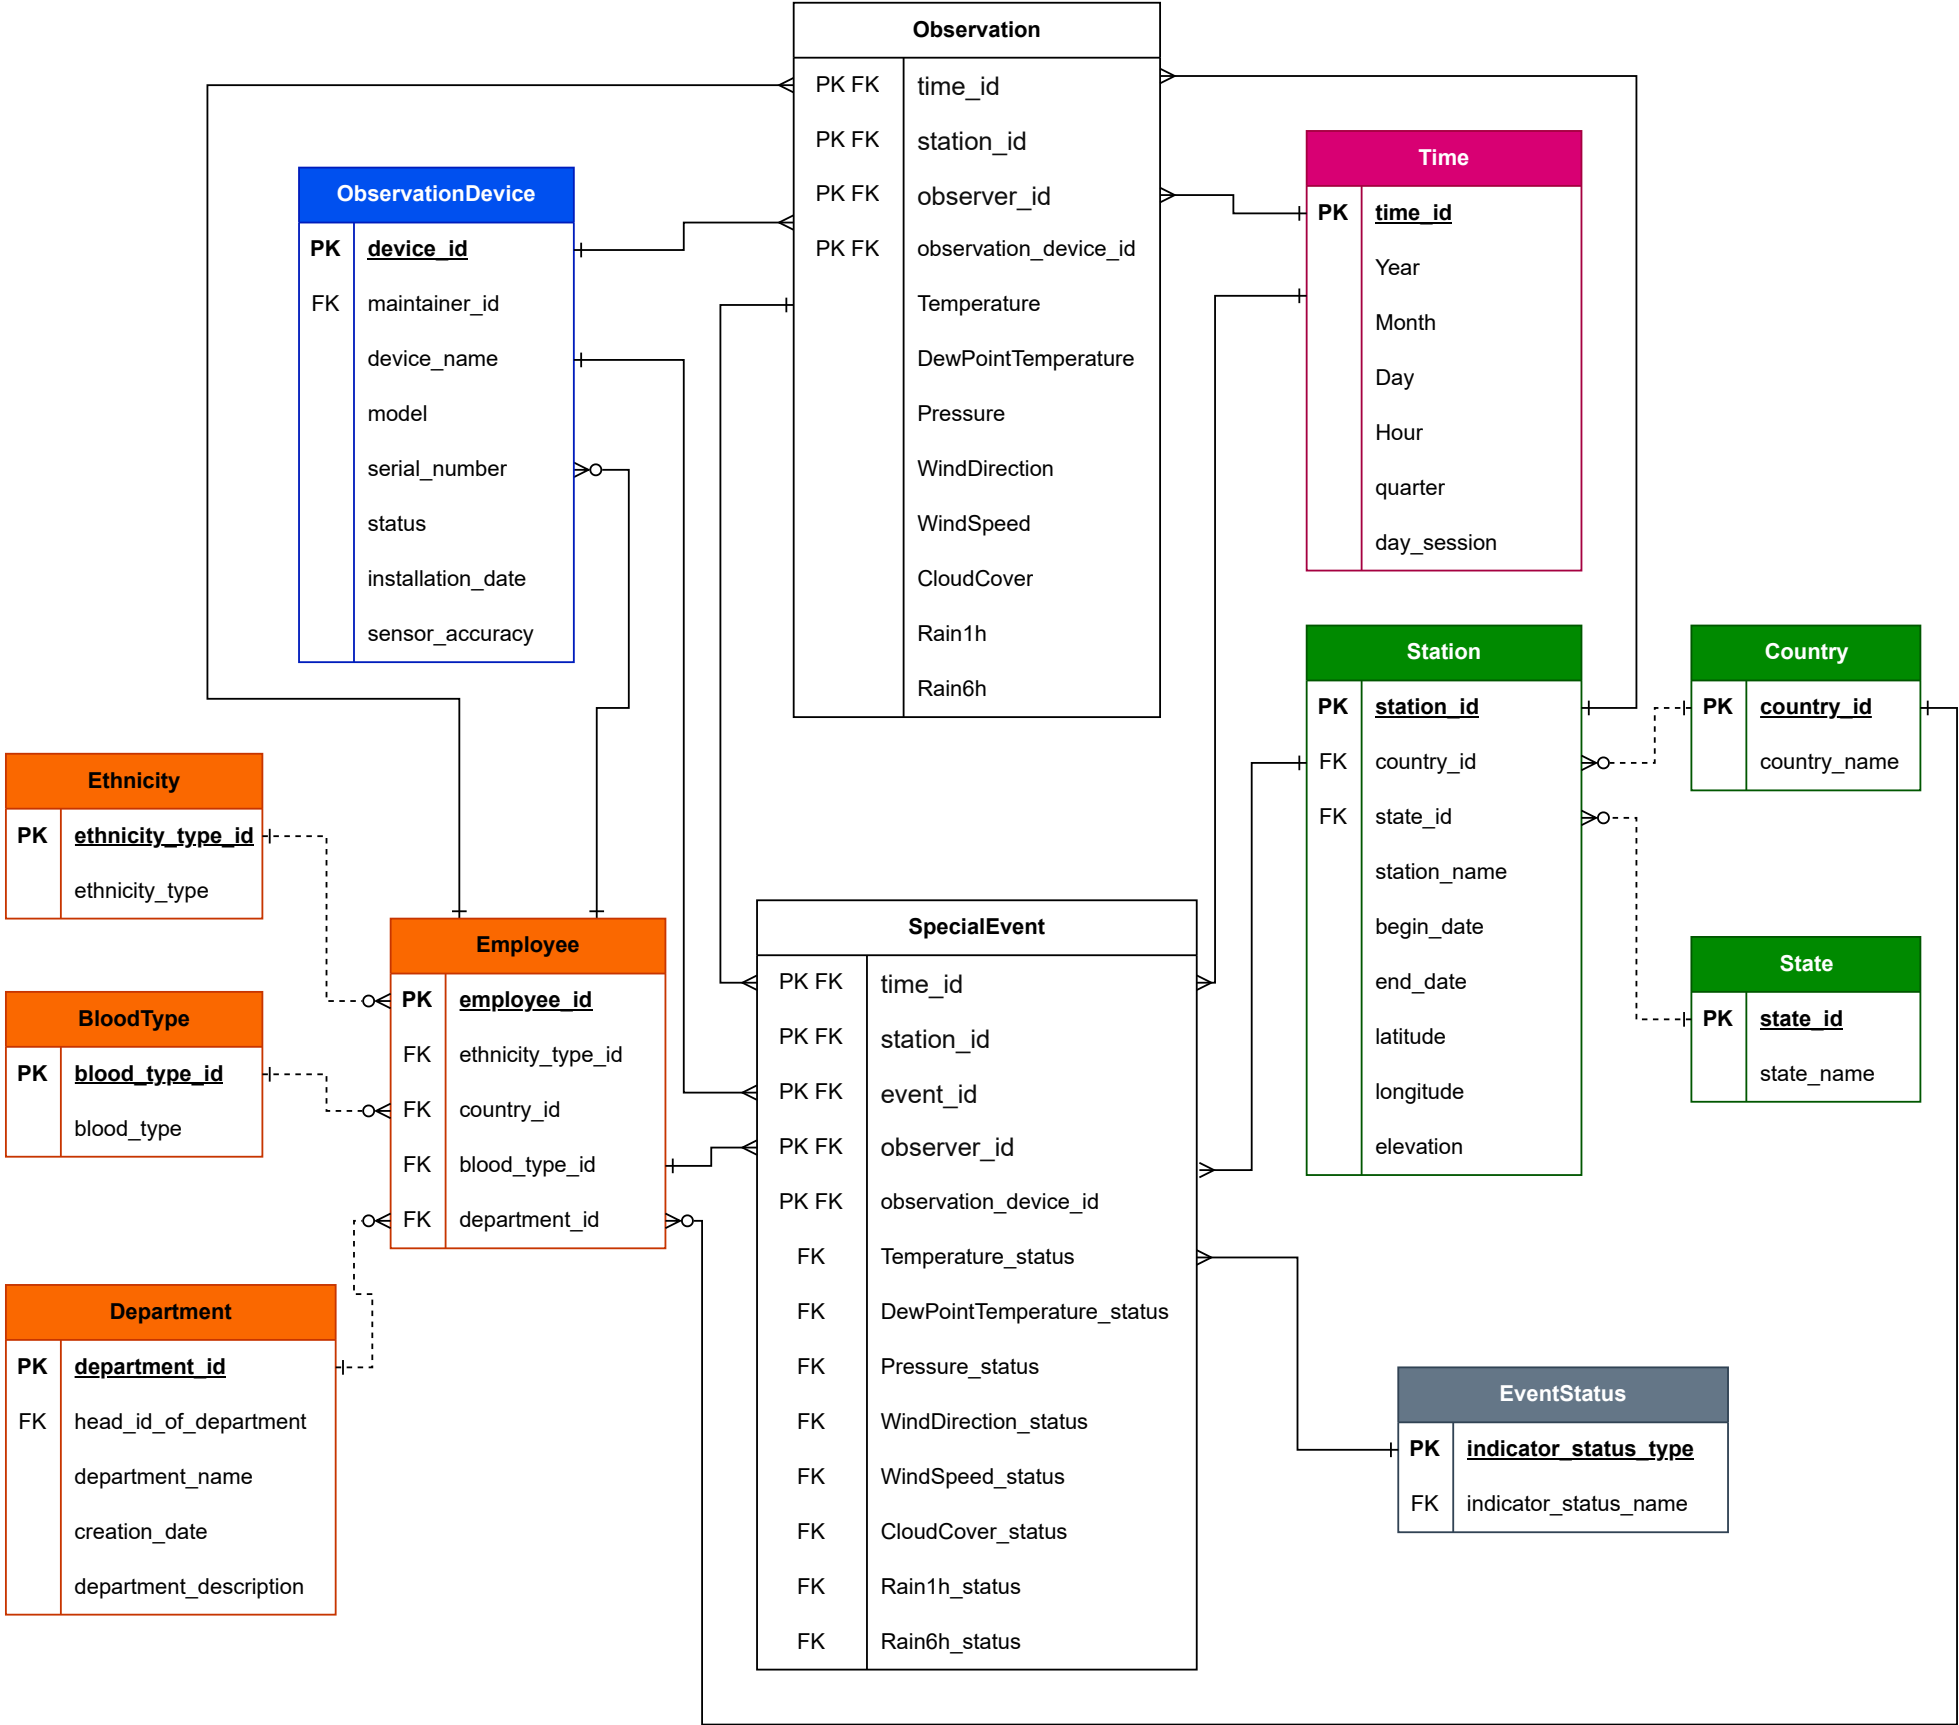 Observation
PK FK time_id
PK FK station_id
PK FK observer_id
PK FK observation_device_id
Temperature
DewPointTemperature
Pressure
WindDirection
WindSpeed
CloudCover
Rain1h
Rain6h
ObservationDevice
PK device_id
FK maintainer_id
device_name
model
serial_number
status
installation_date
sensor_accuracy
Time
PK time_id
Year
Month
Day
Hour
quarter
day_session
Station
PK station_id
FK country_id
FK state_id
station_name
begin_date
end_date
latitude
longitude
elevation
Country
PK country_id
country_name
State
PK state_id
state_name
Ethnicity
PK ethnicity_type_id
ethnicity_type
BloodType
PK blood_type_id
blood_type
Employee
PK employee_id
FK ethnicity_type_id
FK country_id
FK blood_type_id
FK department_id
Department
PK department_id
FK head_id_of_department
department_name
creation_date
department_description
SpecialEvent
PK FK time_id
PK FK station_id
PK FK event_id
PK FK observer_id
PK FK observation_device_id
FK Temperature_status
FK DewPointTemperature_status
FK Pressure_status
FK WindDirection_status
FK WindSpeed_status
FK CloudCover_status
FK Rain1h_status
FK Rain6h_status
EventStatus
PK indicator_status_type
FK indicator_status_name